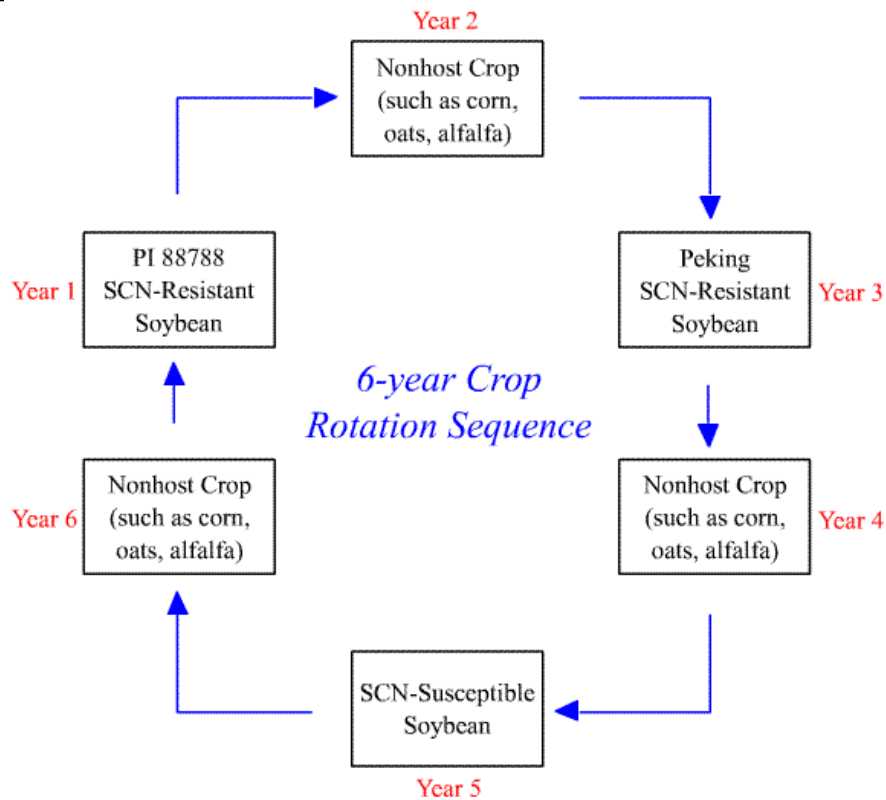 Year 2
Nonhost Crop
(such as corn,
oats, alfalfa)
Year 1
PI 88788
SCN-Resistant
Soybean
Peking
SCN-Resistant
Soybean
Year 3
6-year Crop
Rotation Sequence
Year 6
Nonhost Crop
(such as corn,
oats, alfalfa)
Nonhost Crop
(such as corn,
oats, alfalfa)
Year 4
SCN-Susceptible
Soybean
Year 5